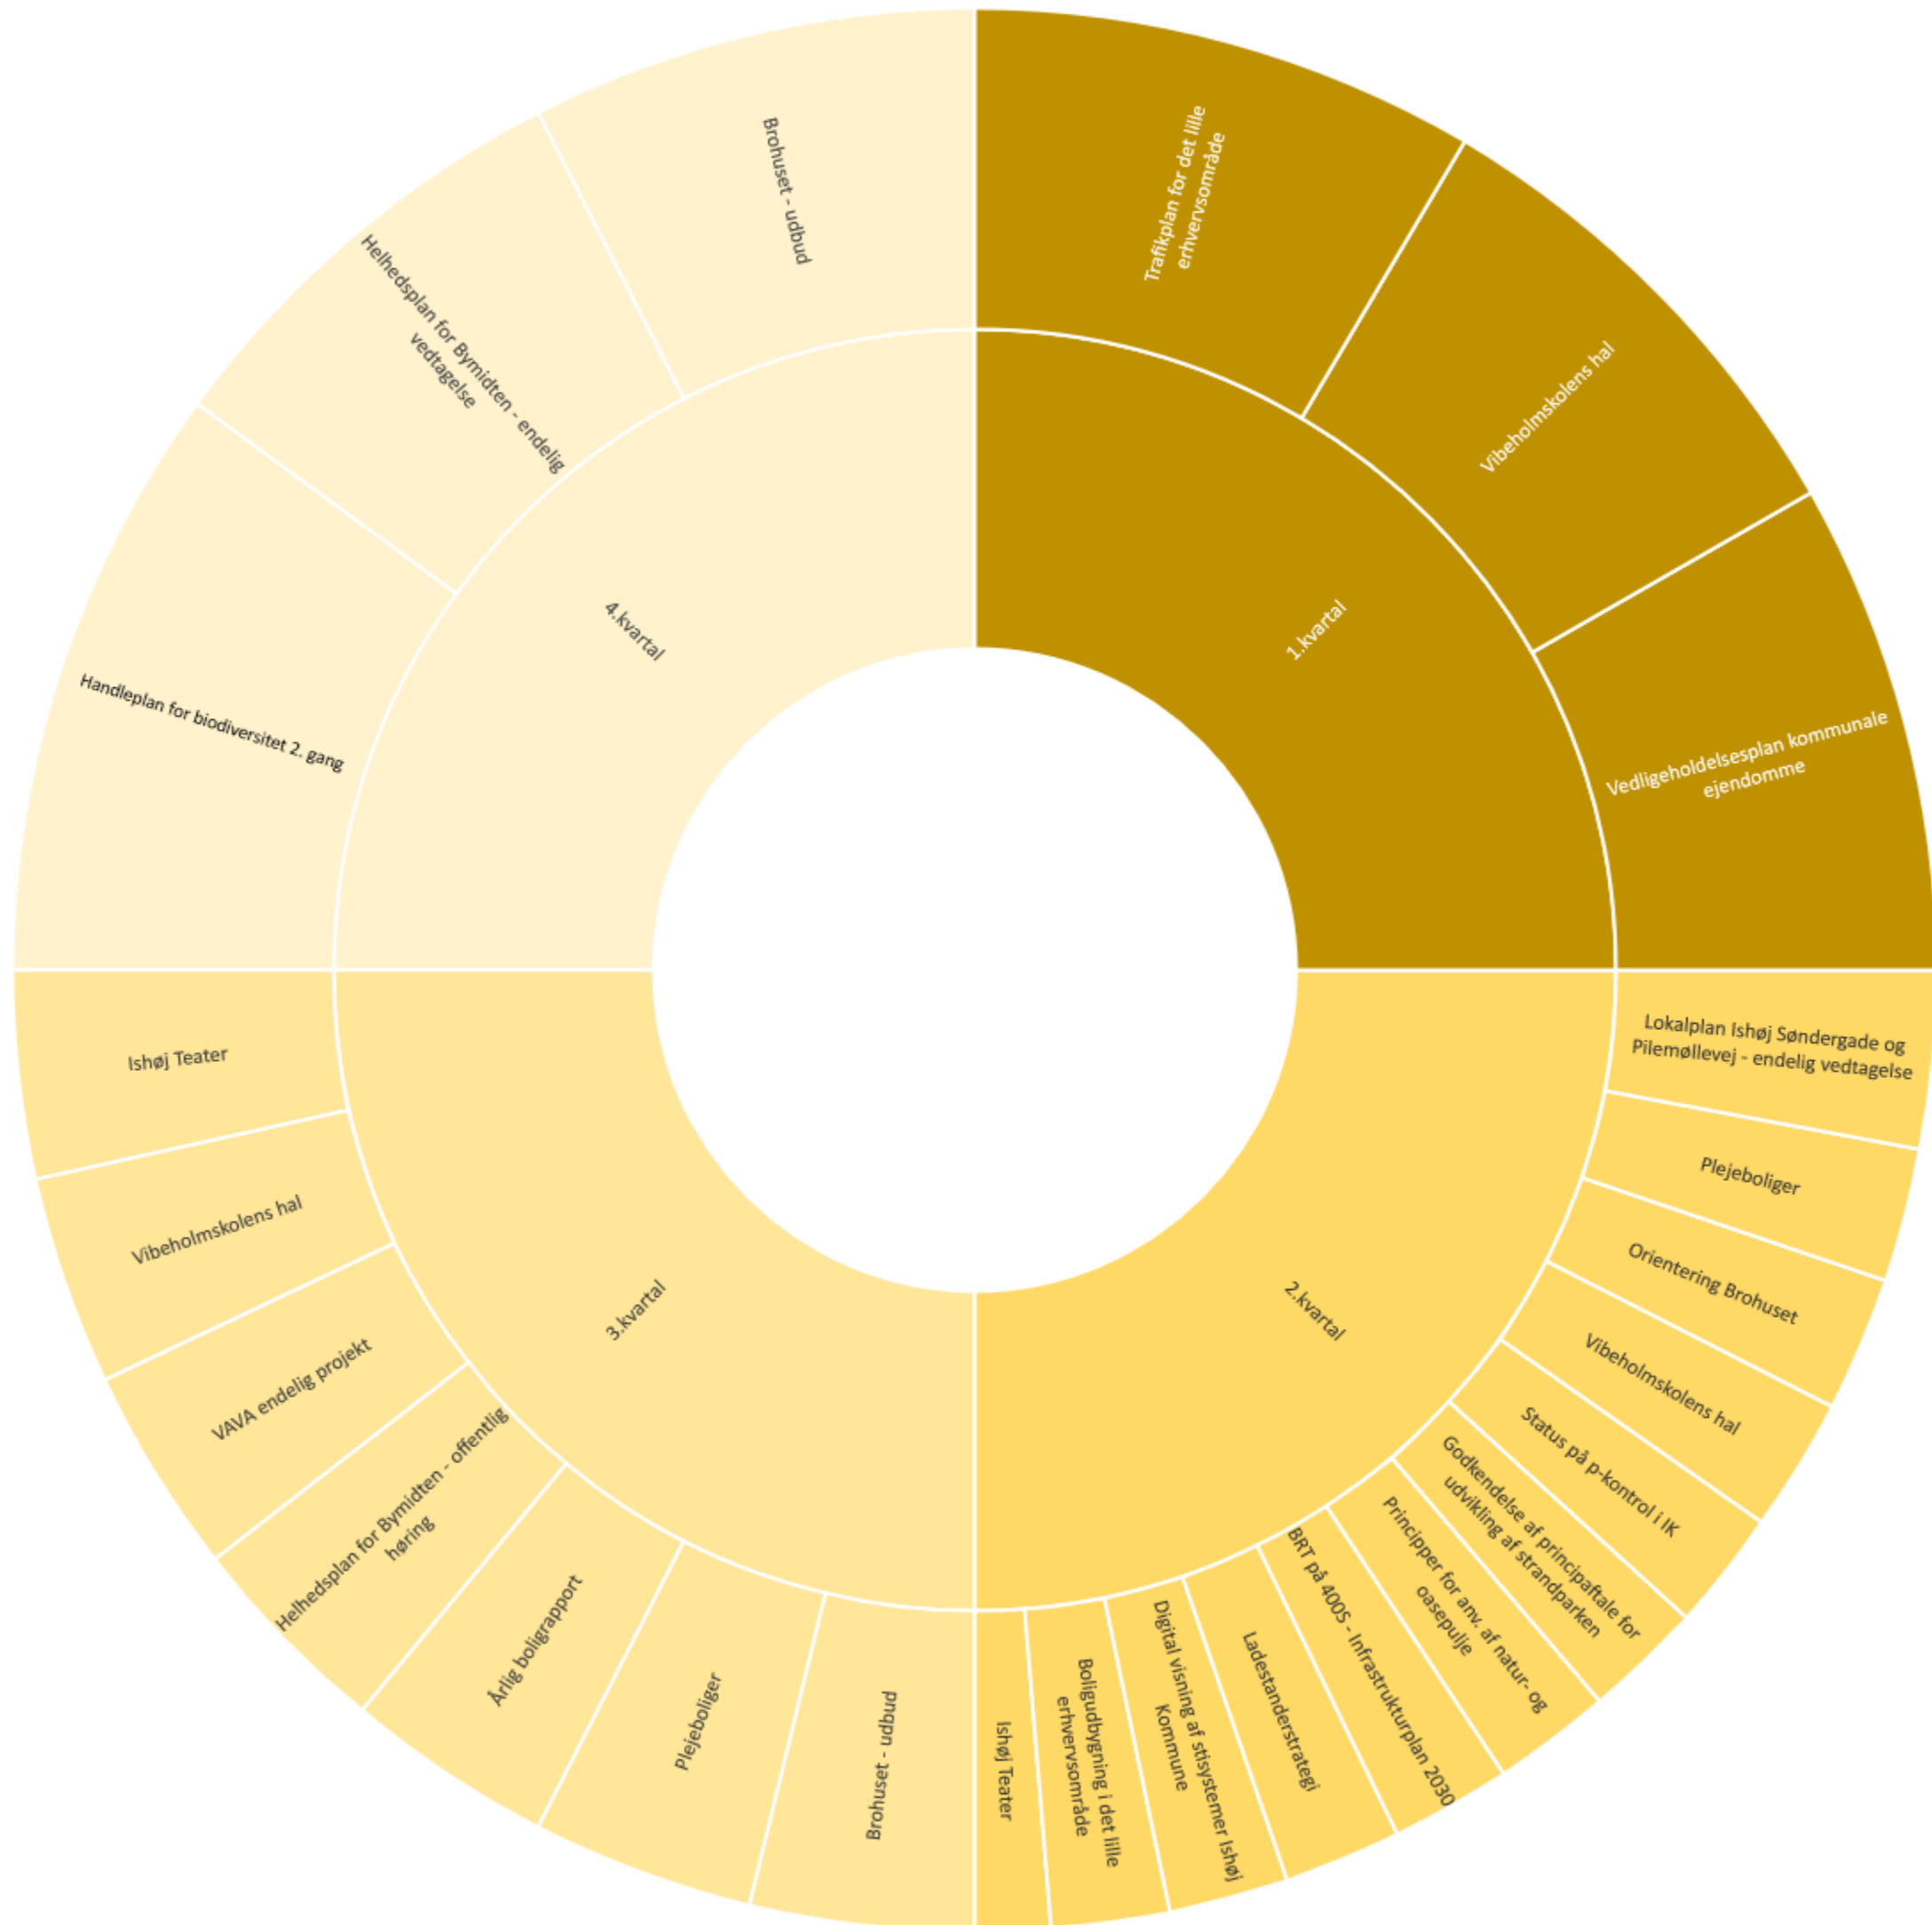 1.kvartal
Trafikplan for det lille
erhvervsområde
Vibeholmskolens hal
Vedligeholdelsesplan kommunale
ejendomme
2.kvartal
Lokalplan Ishøj Søndergade og
Pilemøllevej - endelig vedtagelse
Plejeboliger
Orientering Brohuset
Vibeholmskolens hal
Status på p-kontrol i IK
Godkendelse af principaftale for
udvikling af strandparken
Principper for anv. af natur- og
oasepulje
BRT på 400S - Infrastrukturplan 2030
Ladestanderstrategi
Digital visning af stisystemer Ishøj
Kommune
Boligudbygning i det lille
erhvervsområde
Ishøj Teater
3.kvartal
Brohuset - udbud
Plejeboliger
Årlig boligrapport
Helhedsplan for Bymidten - offentlig
høring
VAVA endelig projekt
Vibeholmskolens hal
Ishøj Teater
4.kvartal
Handleplan for biodiversitet 2. gang
Helhedsplan for Bymidten - endelig
vedtagelse
Brohuset - udbud